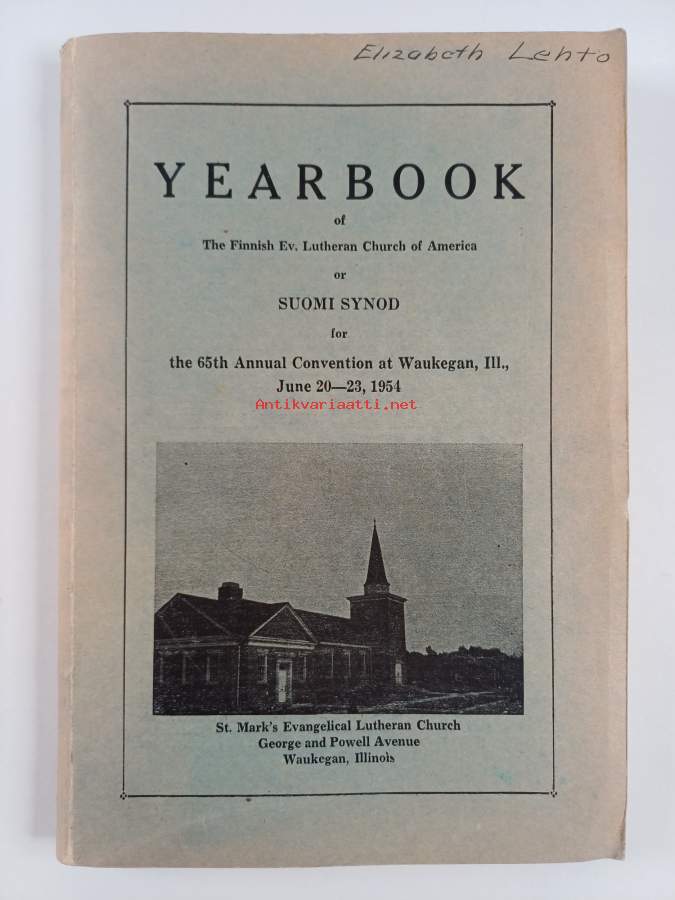 Elizabeth Lehto
YEARBOOK
of
The Finnish Ev. Lutheran Church of America
or
SUOMI SYNOD
for
the 65th Annual Convention at Waukegan, Ill.,
June 20—23, 1954
Antikvariaatti.net
St. Mark's Evangelical Lutheran Church
George and Powell Avenue
Waukegan, Illinois